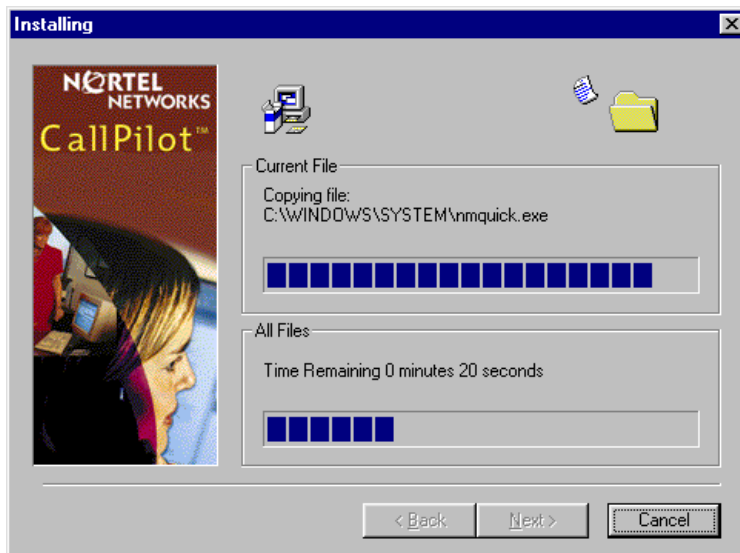 Installing
NORTEL
NETWORKS
CallPilot™
Current File
Copying file:
C:\WINDOWS\SYSTEM\nmquick.exe
All Files
Time Remaining 0 minutes 20 seconds
< Back
Next >
Cancel